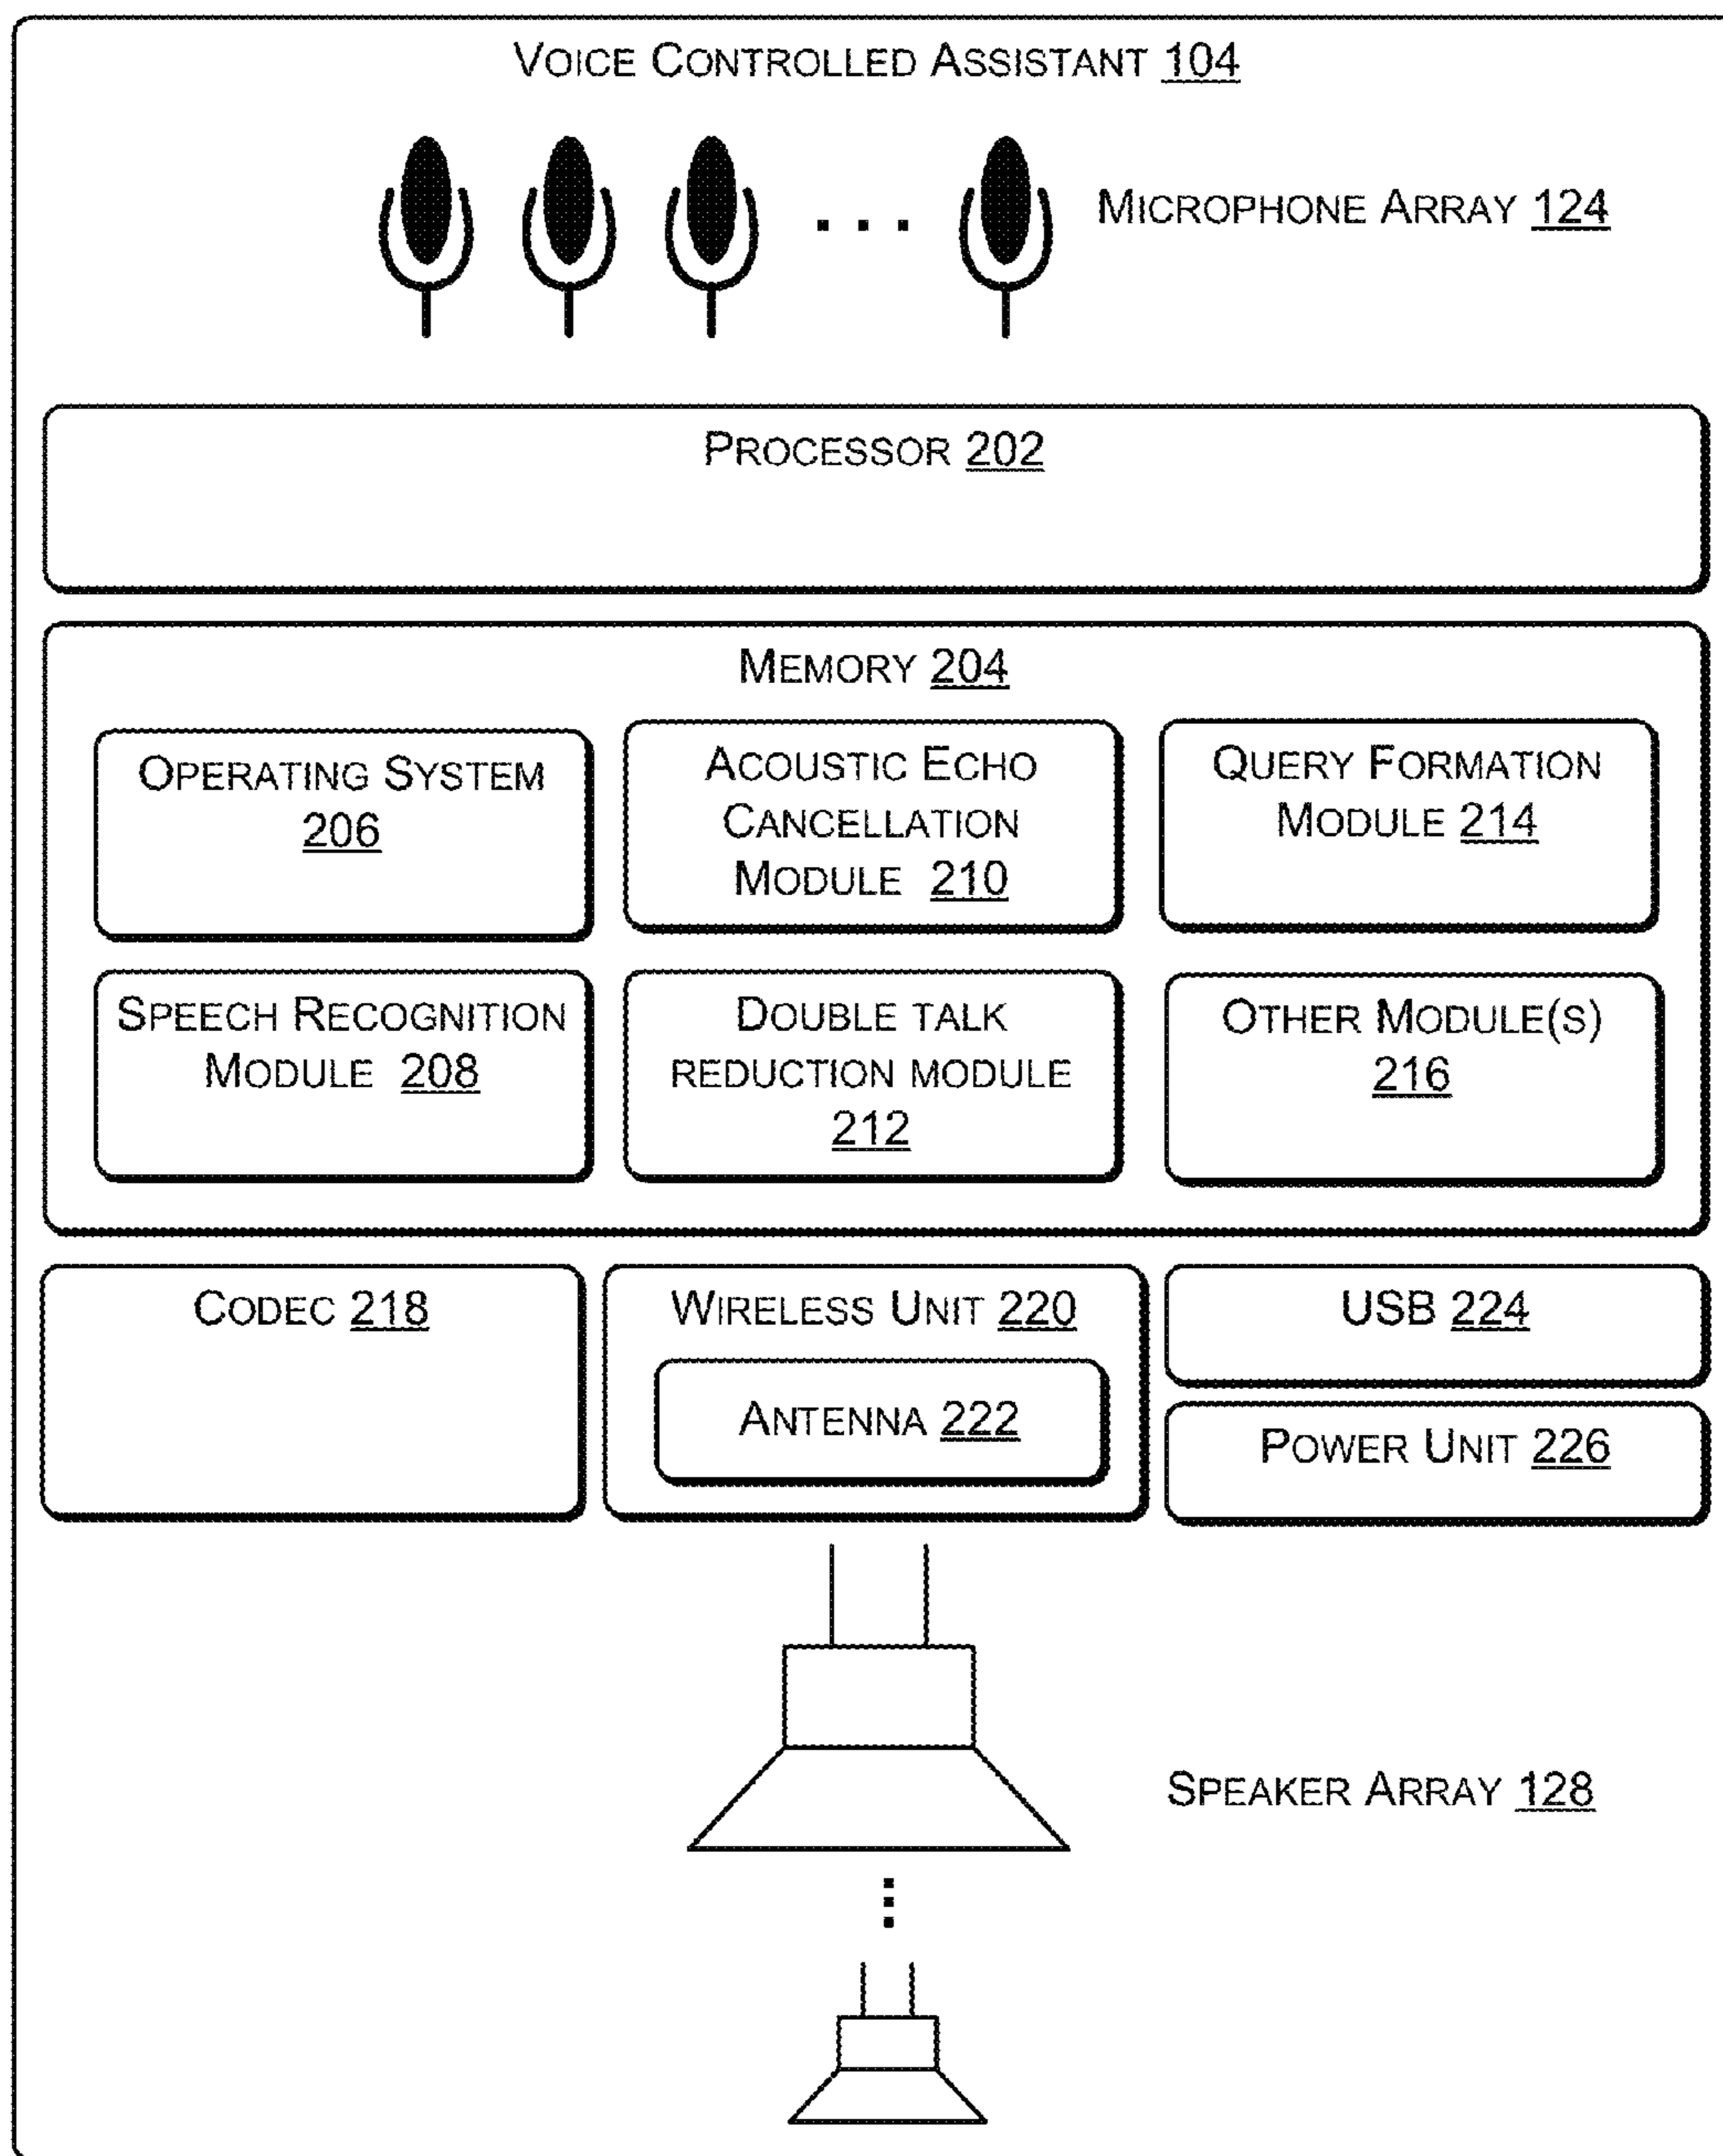 VOICE CONTROLLED ASSISTANT 104
MICROPHONE ARRAY 124
PROCESSOR 202
MEMORY 204
OPERATING SYSTEM
206
ACOUSTIC ECHO
CANCELLATION
MODULE 210
QUERY FORMATION
MODULE 214
SPEECH RECOGNITION
MODULE 208
DOUBLE TALK
REDUCTION MODULE
212
OTHER MODULE(S)
216
CODEC 218
WIRELESS UNIT 220
ANTENNA 222
USB 224
POWER UNIT 226
SPEAKER ARRAY 128